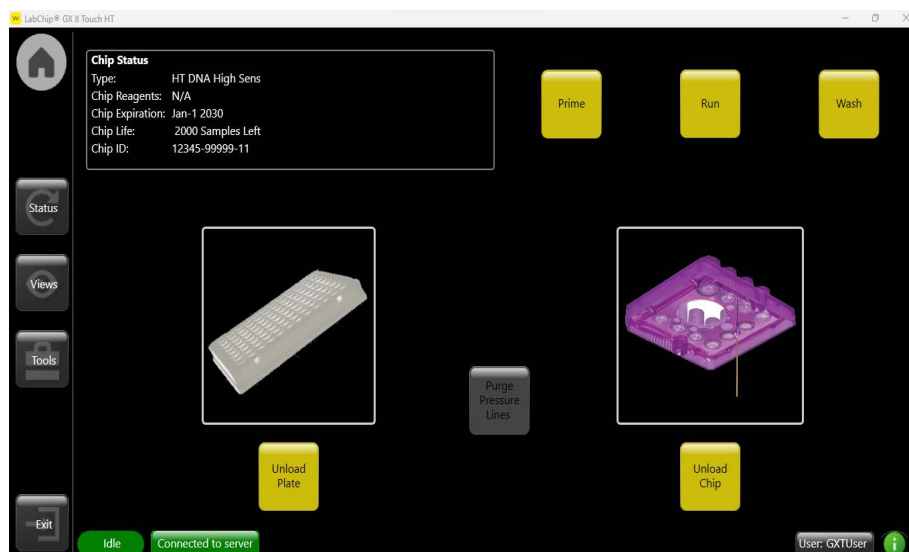 LabChip® GX II Touch HT
Chip Status
Type: HT DNA High Sens
Chip Reagents: N/A
Chip Expiration: Jan-1 2030
Chip Life: 2000 Samples Left
Chip ID: 12345-99999-11
Prime
Run
Wash
Status
Views
Tools
Purge
Pressure
Lines
Unload
Plate
Unload
Chip
Exit
Idle
Connected to server
User: GXTUser
i